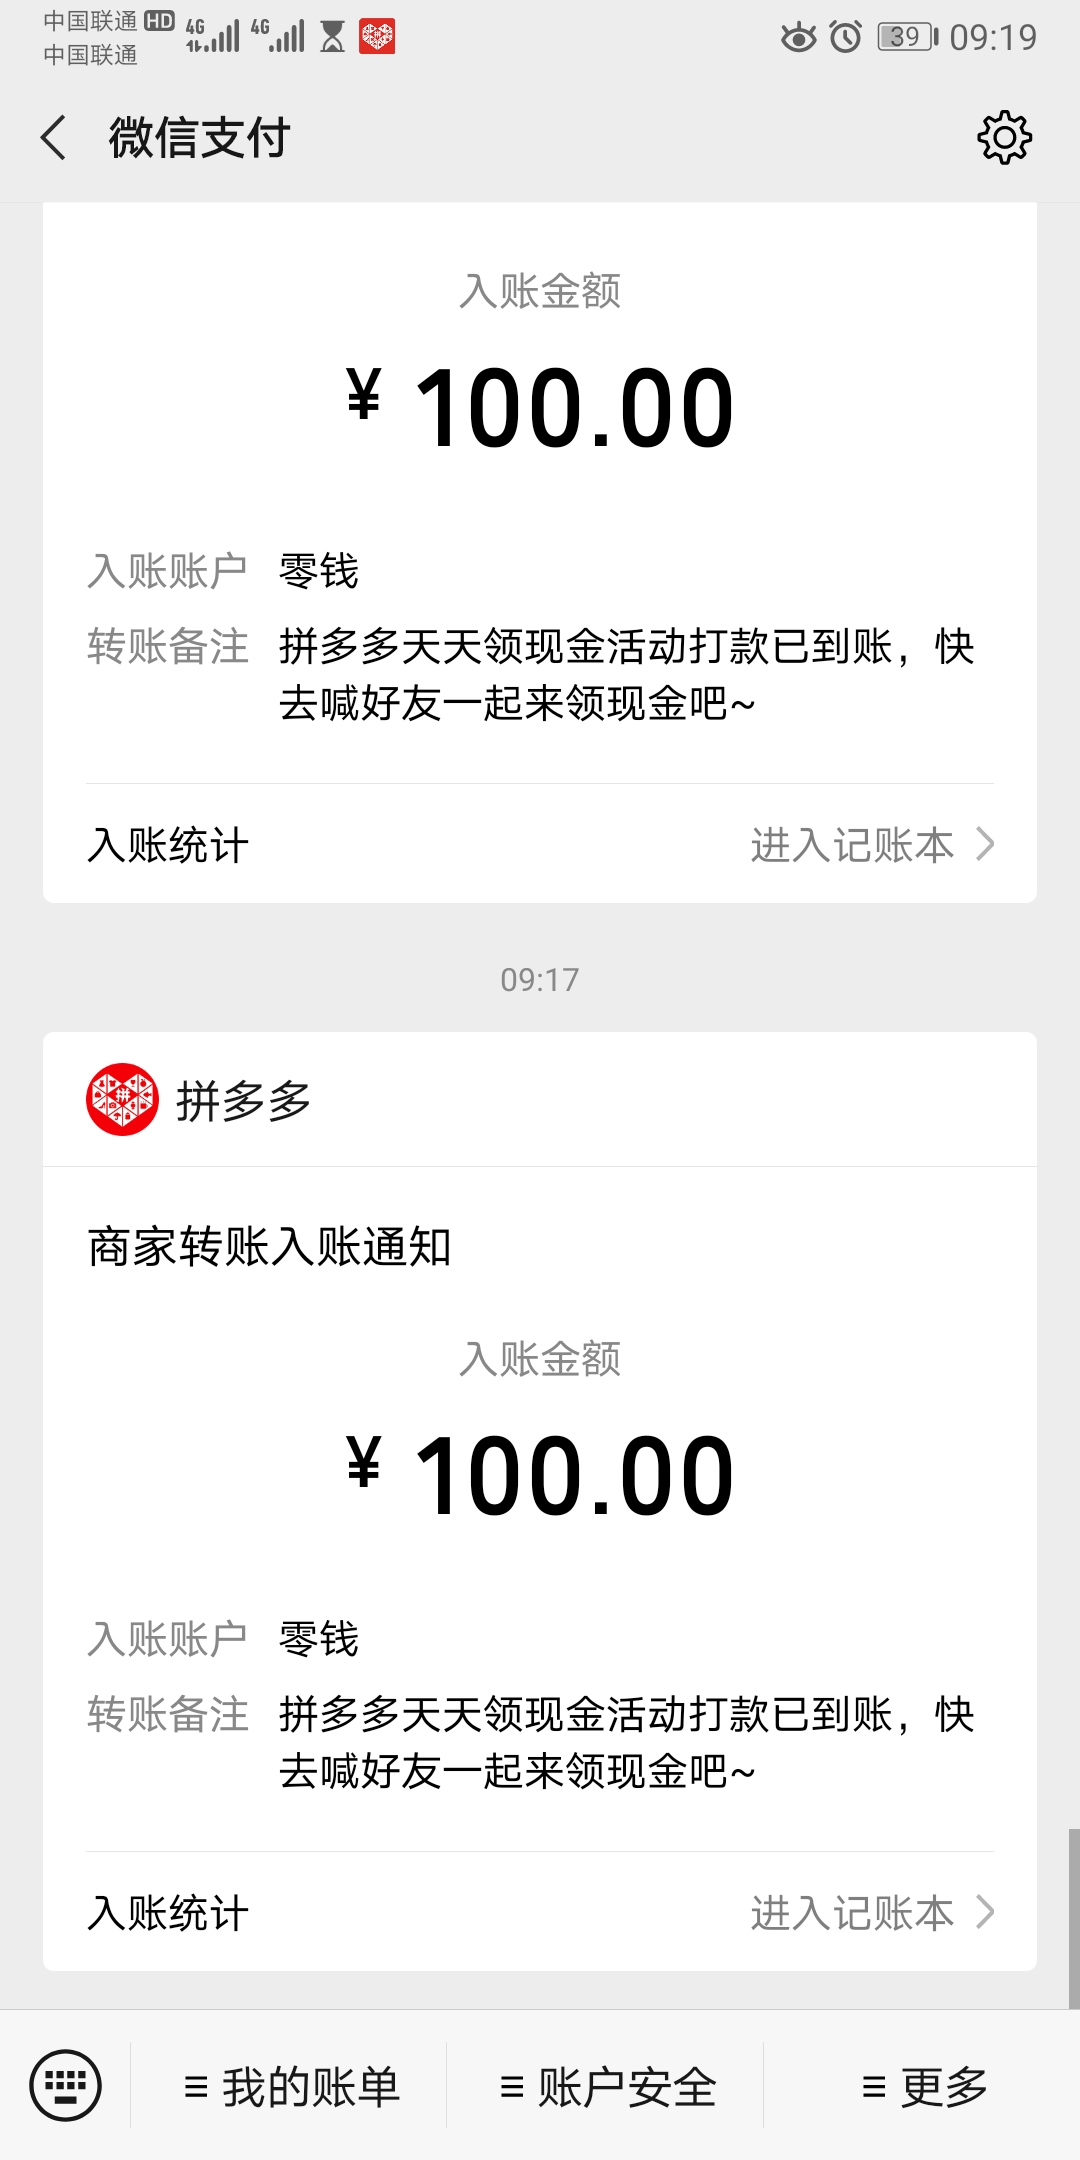 中国联通 HD 4G 4G 39 09:19
中国联通
微信支付
入账金额
¥ 100.00
入账账户 零钱
转账备注 拼多多天天领现金活动打款已到账，快
去喊好友一起来领现金吧~
入账统计 进入记账本
09:17
拼多多
商家转账入账通知
入账金额
¥ 100.00
入账账户 零钱
转账备注 拼多多天天领现金活动打款已到账，快
去喊好友一起来领现金吧~
入账统计 进入记账本
我的账单 账户安全 更多